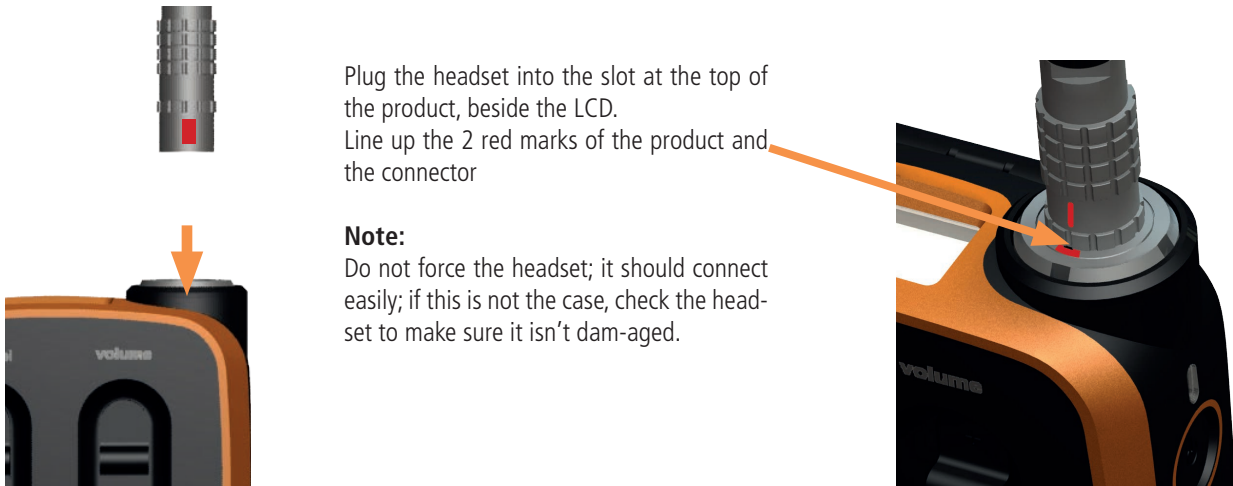 Plug the headset into the slot at the top of
the product, beside the LCD.
Line up the 2 red marks of the product and
the connector
Note:
Do not force the headset; it should connect
easily; if this is not the case, check the head-
set to make sure it isn't dam-aged.
volume
volume